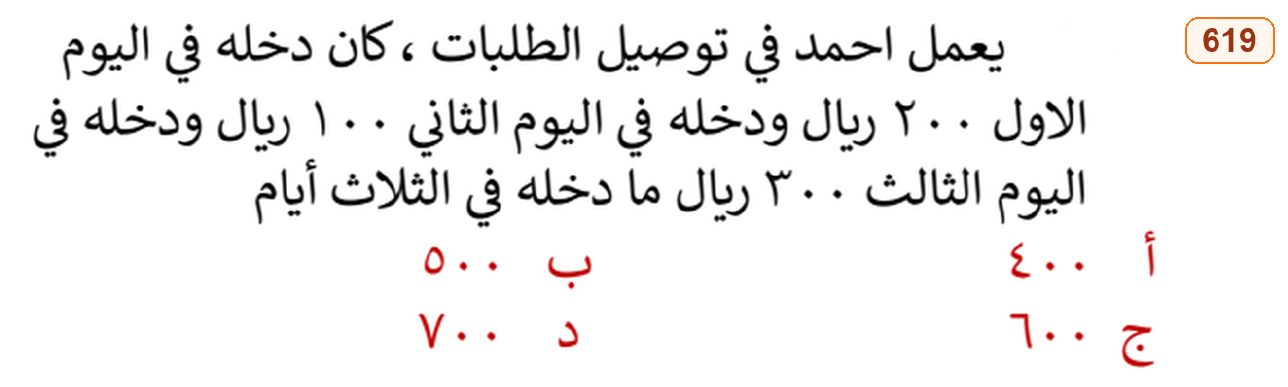 619
يعمل احمد في توصيل الطلبات ، كان دخله في اليوم
الاول ٢٠٠ ريال ودخله في اليوم الثاني ١٠٠ ريال ودخله في
اليوم الثالث ٣٠٠ ريال ما دخله في الثلاث أيام
أ ٤٠٠ ب ٥٠٠
ج ٦٠٠ د ٧٠٠